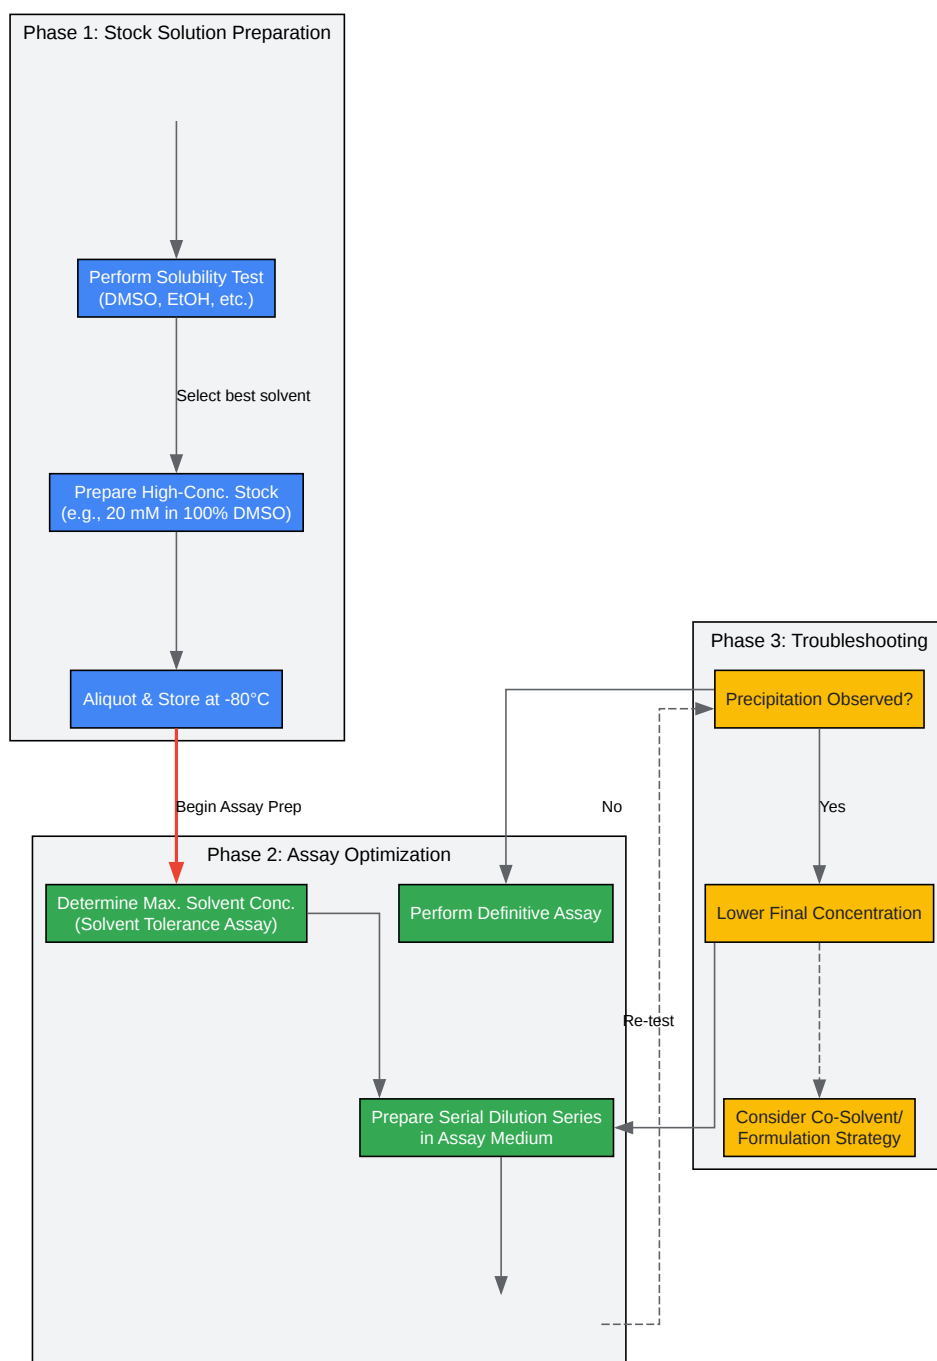 Phase 1: Stock Solution Preparation
Perform Solubility Test
(DMSO, EtOH, etc.)
Select best solvent
Prepare High-Conc. Stock
(e.g., 20 mM in 100% DMSO)
Aliquot & Store at -80°C
Begin Assay Prep
Phase 2: Assay Optimization
Determine Max. Solvent Conc.
(Solvent Tolerance Assay)
Perform Definitive Assay
Prepare Serial Dilution Series
in Assay Medium
Phase 3: Troubleshooting
Precipitation Observed?
No
Yes
Lower Final Concentration
Re-test
Consider Co-Solvent/
Formulation Strategy